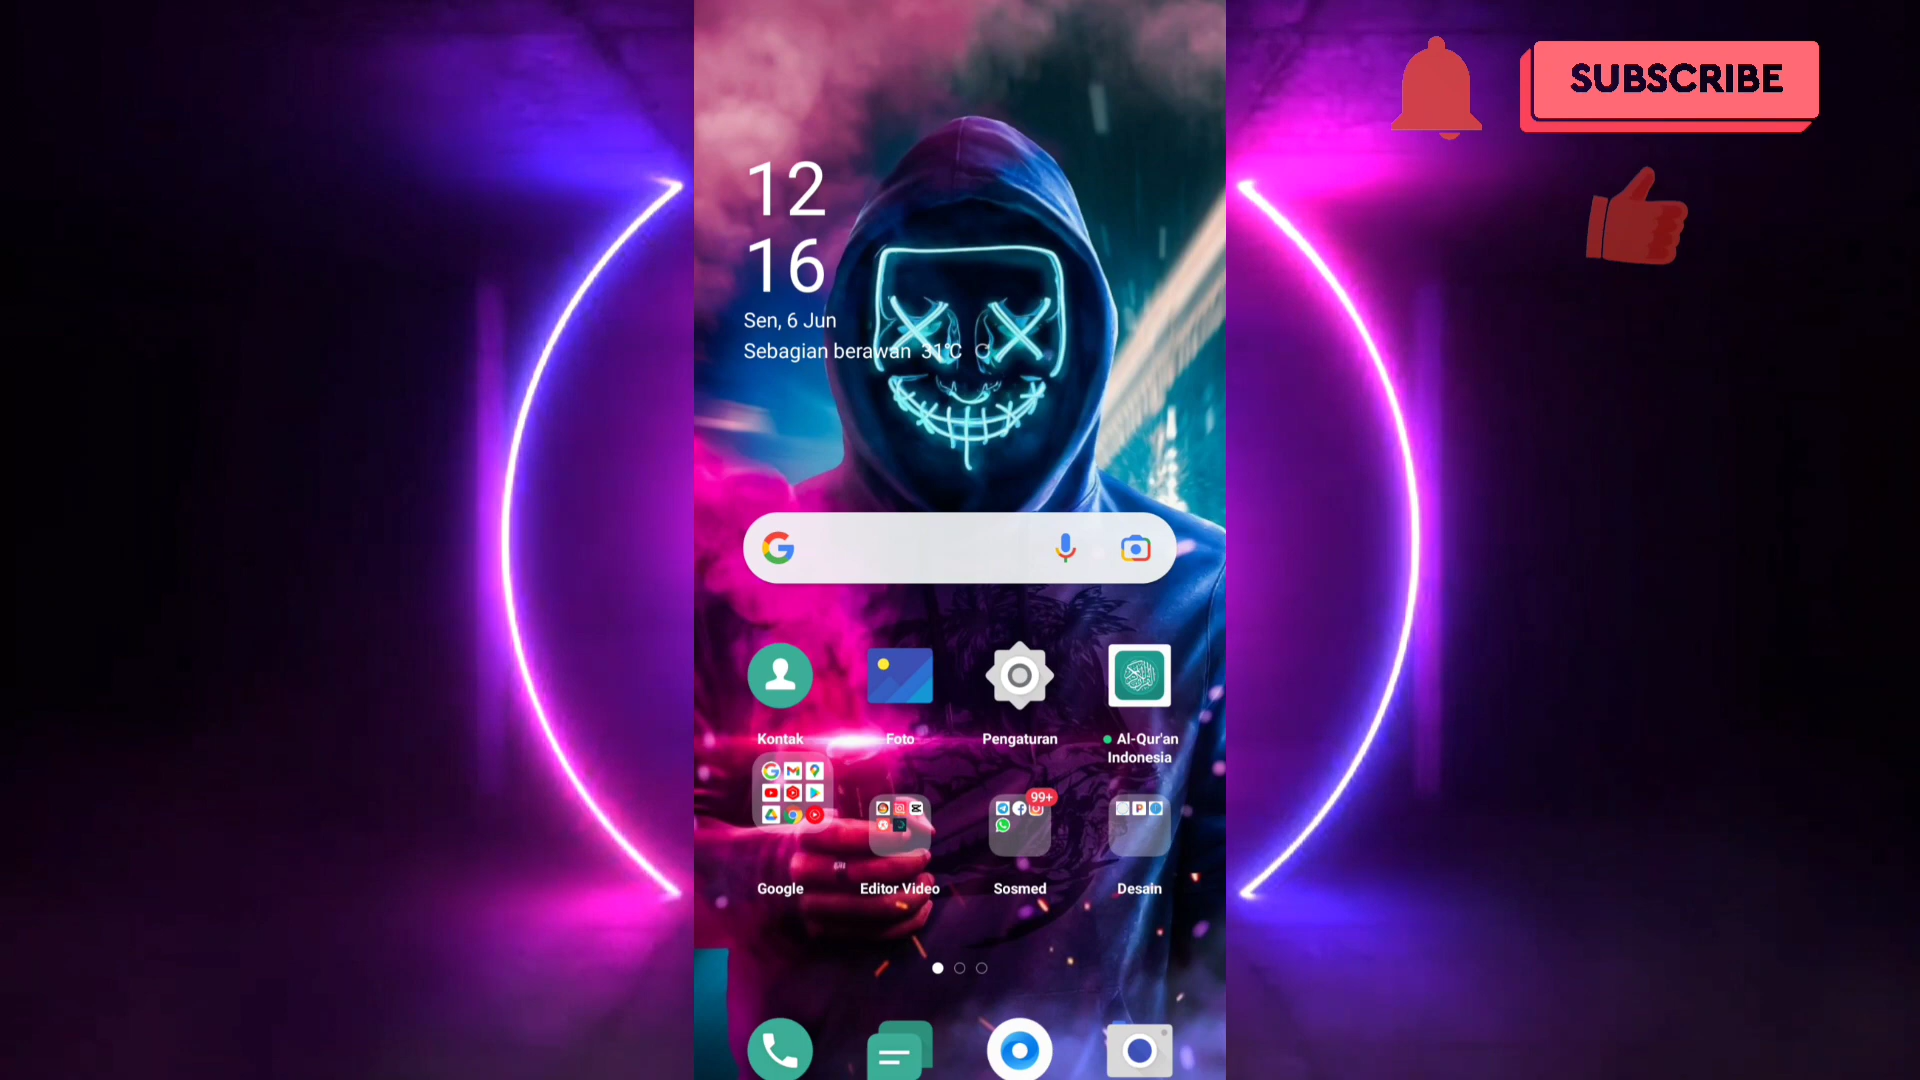 SUBSCRIBE
12
16
Sen, 6 Jun
Sebagian berawan 31°C
Kontak
Foto
Pengaturan
Al-Qur'an
Indonesia
99+
Google
Editor Video
Sosmed
Desain